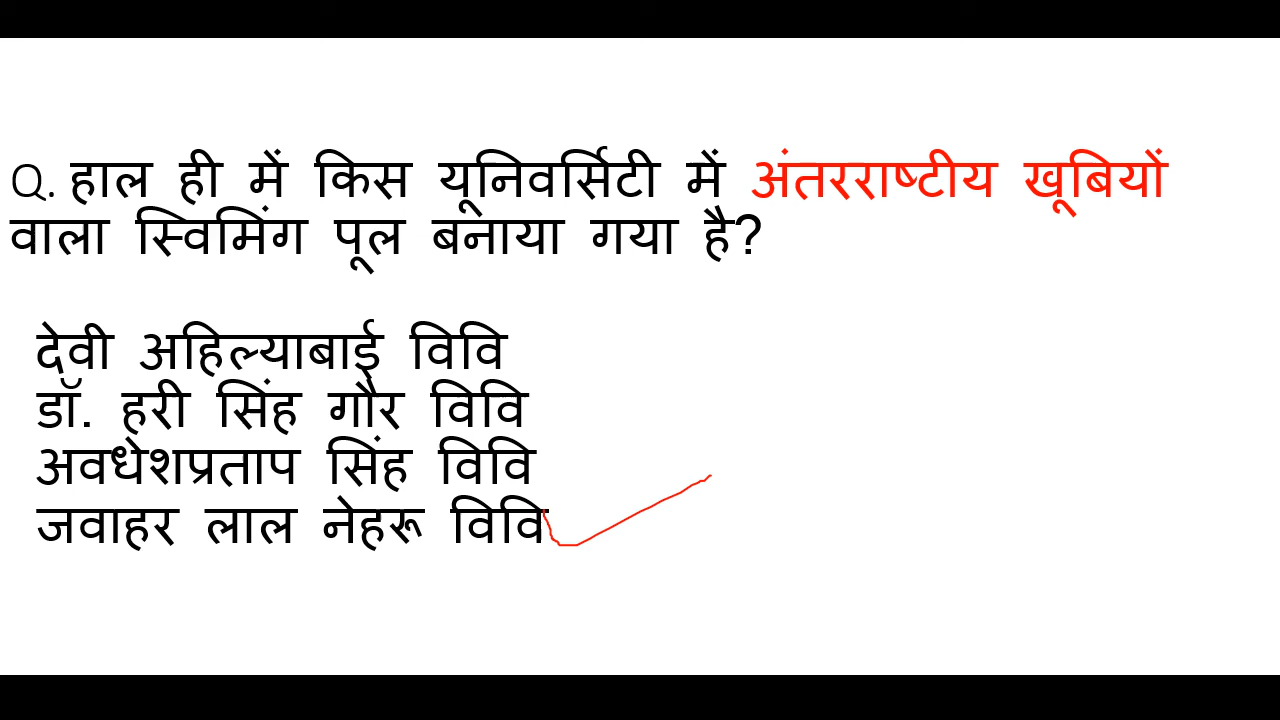 Q. हाल ही में किस यूनिवर्सिटी में अंतरराष्टीय खूबियों
वाला स्विमिंग पूल बनाया गया है?
देवी अहिल्याबाई विवि
डॉ. हरी सिंह गौर विवि
अवधेशप्रताप सिंह विवि
जवाहर लाल नेहरू विवि